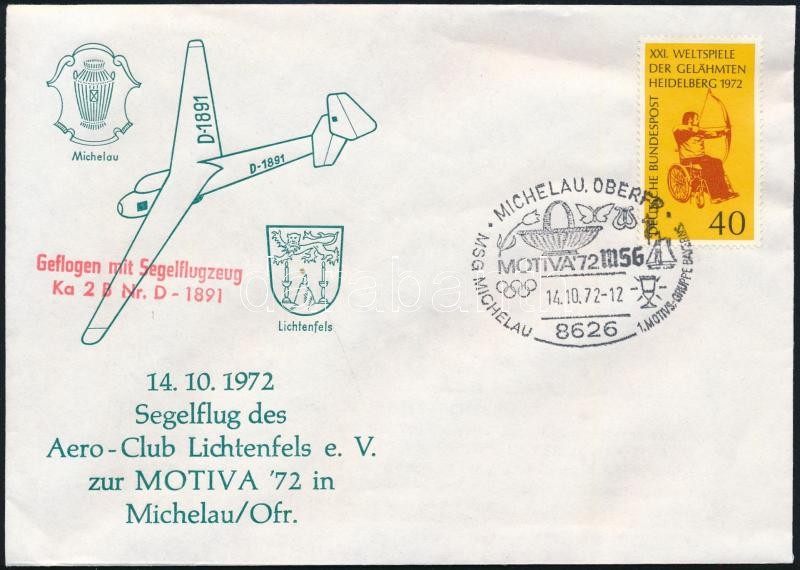 Michelau
D-1891
D-1891
Geflogen mit Segelflugzeug
Ka 2 B Nr. D - 1891
Lichtenfels
14. 10. 1972
Segelflug des
Aero-Club Lichtenfels e. V.
zur MOTIVA '72 in
Michelau/Ofr.
XXI. WELTSPIELE
DER GELÄHMTEN
HEIDELBERG 1972
DEUTSCHE BUNDESPOST
40
MICHELAU, OBERFR.
MOTIVA'72 MSG
14.10.72-12
8626
MSG MICHELAU
1. MOTIVS.-GRUPPE BAYERNS